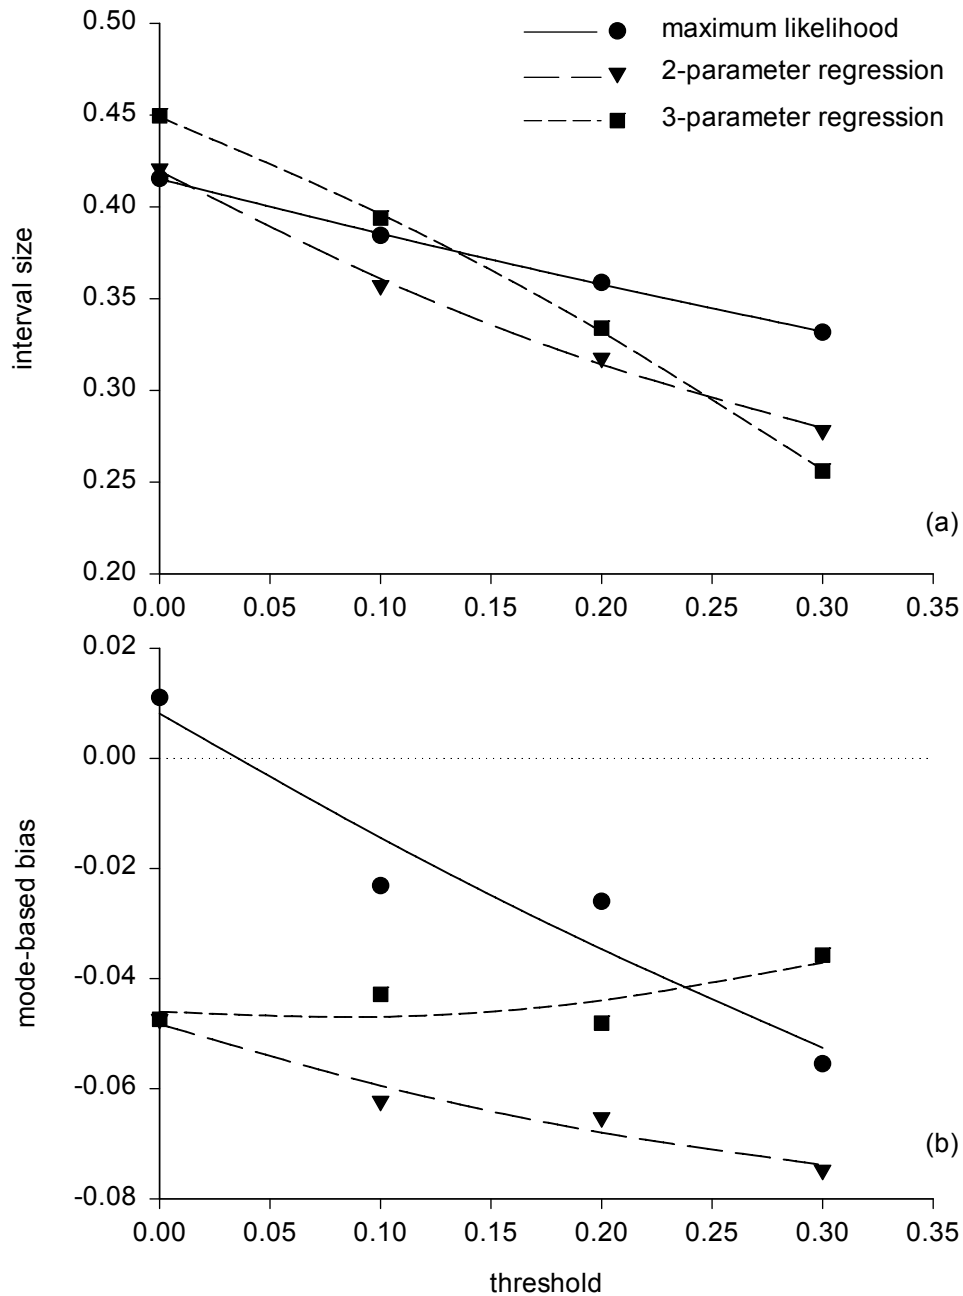 0.50
maximum likelihood
2-parameter regression
0.45
3-parameter regression
0.40
interval size
0.35
0.30
0.25
(a)
0.20
0.00 0.05 0.10 0.15 0.20 0.25 0.30 0.35
0.02
0.00
-0.02
mode-based bias
-0.04
-0.06
(b)
-0.08
0.00 0.05 0.10 0.15 0.20 0.25 0.30 0.35
threshold